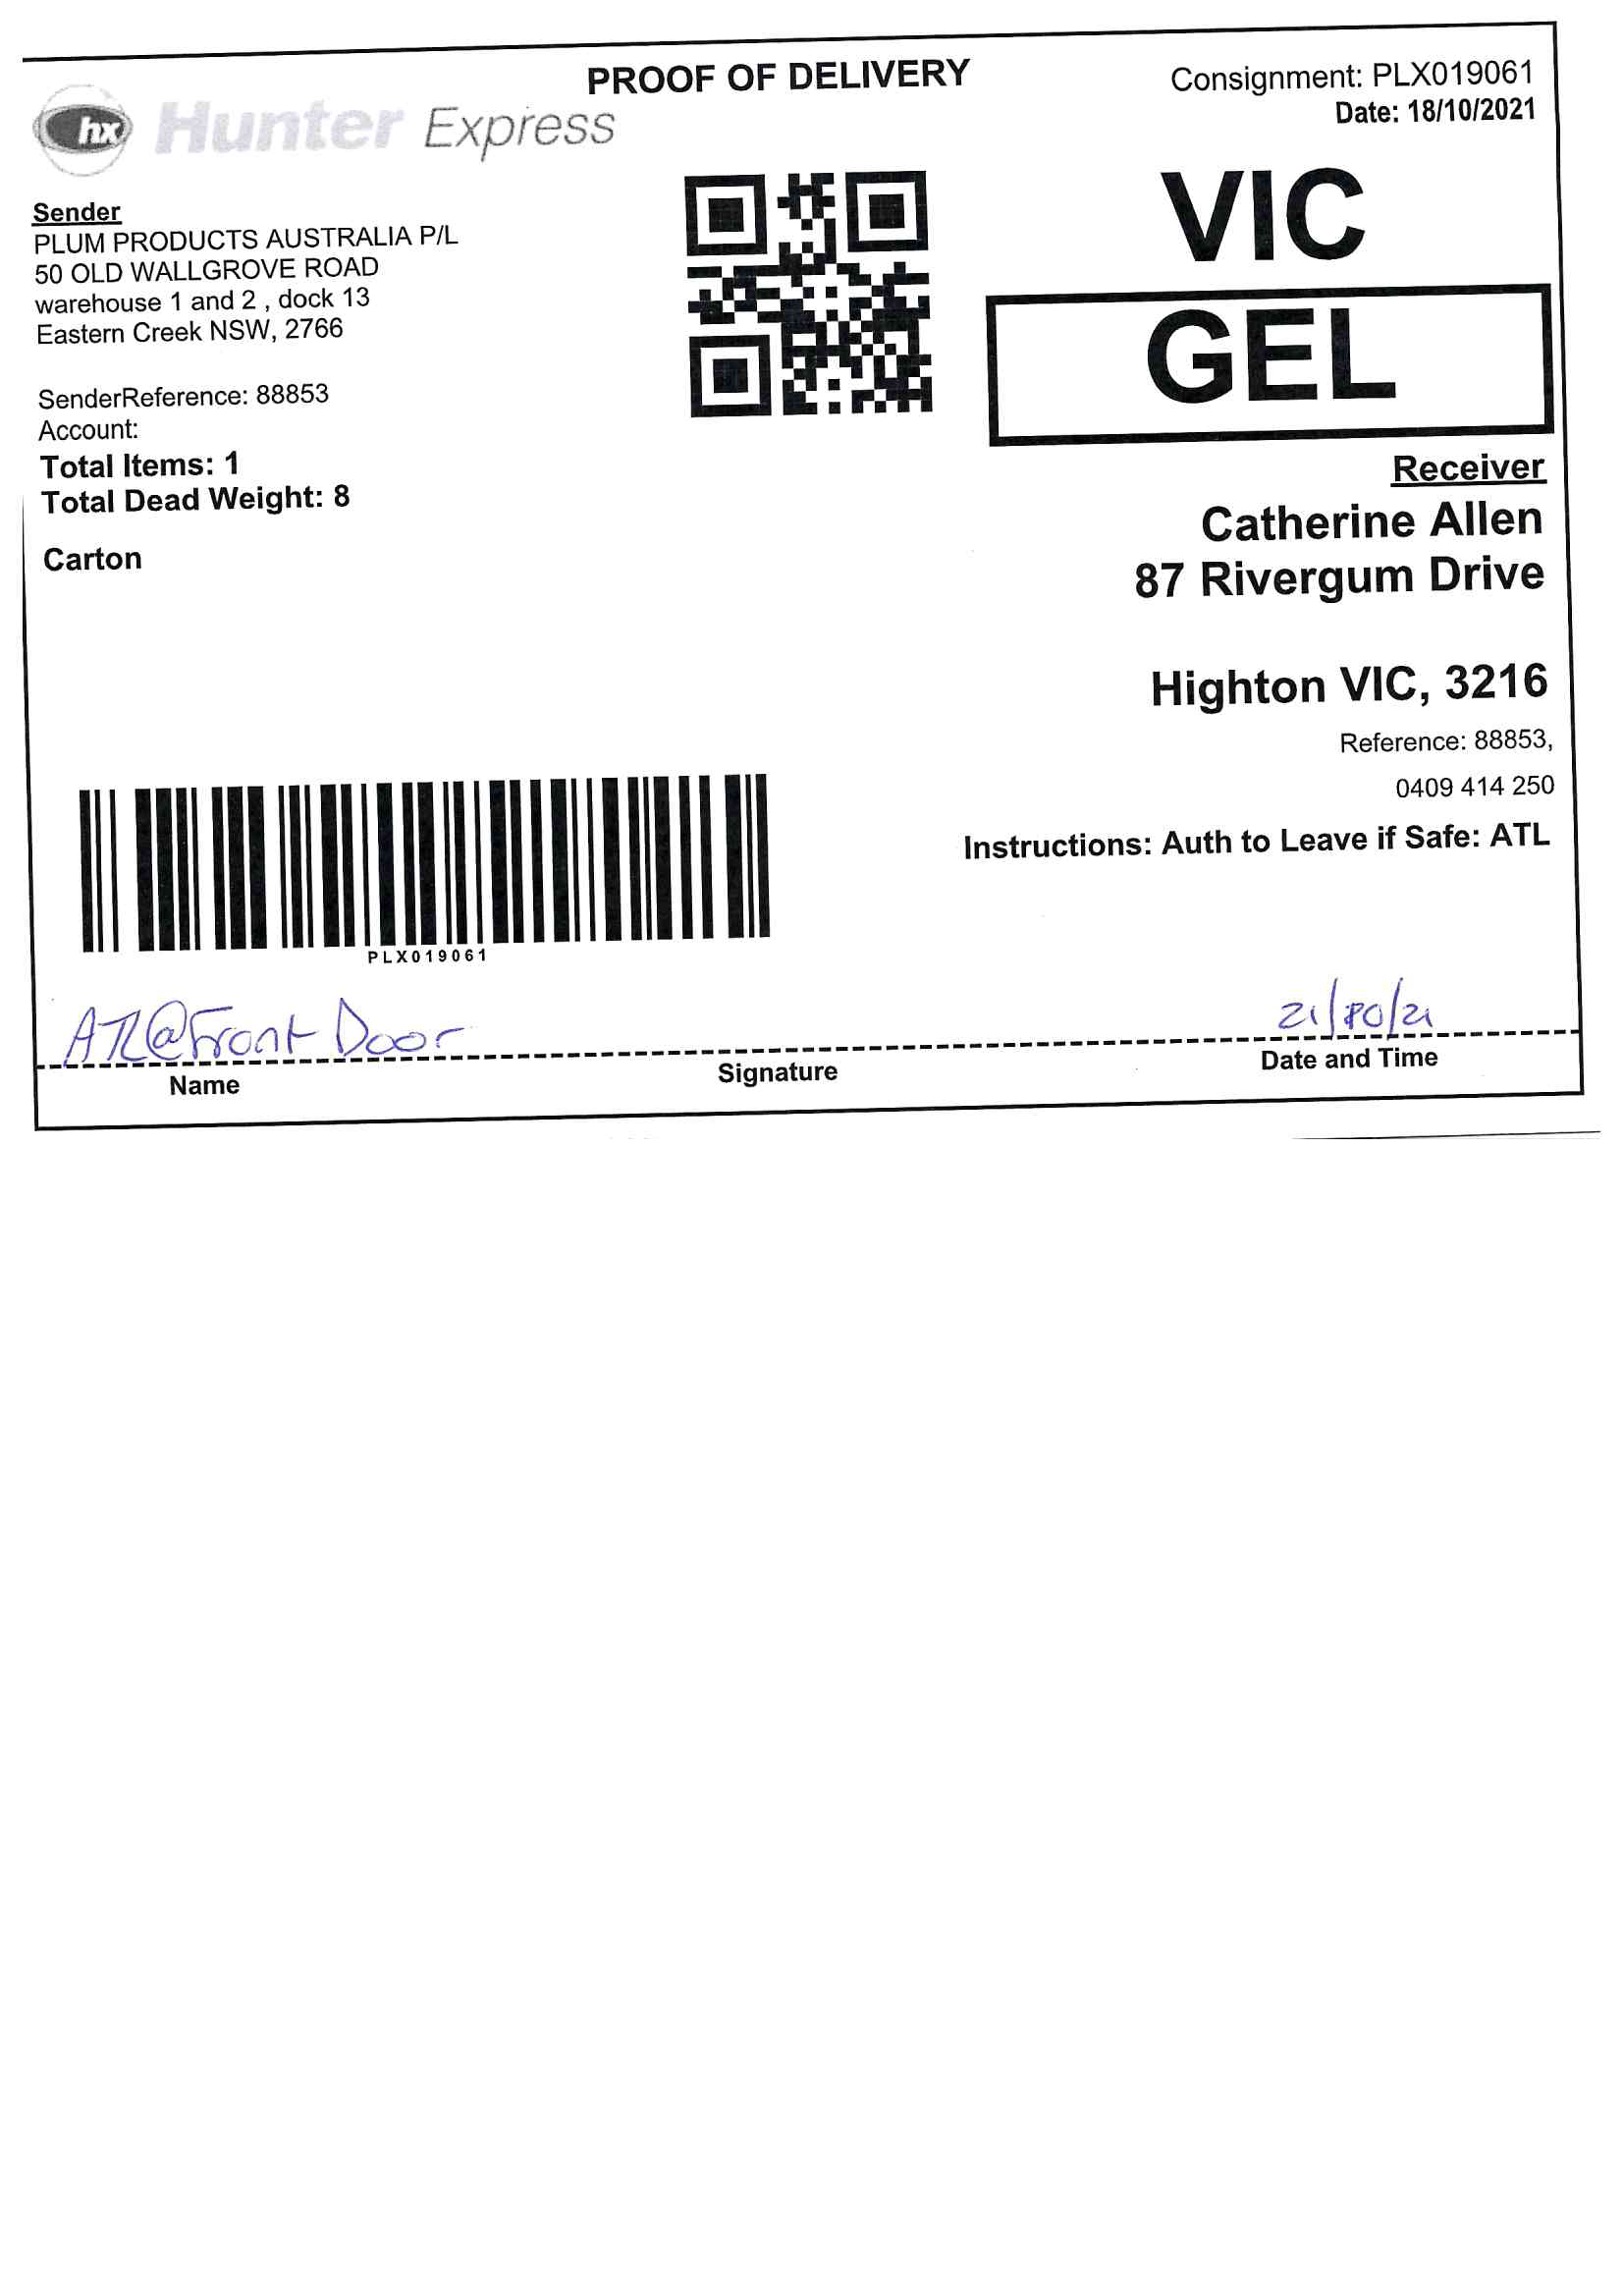 PROOF OF DELIVERY
Consignment: PLX019061
Date: 18/10/2021
hx Hunter Express
Sender
PLUM PRODUCTS AUSTRALIA P/L
50 OLD WALLGROVE ROAD
warehouse 1 and 2 , dock 13
Eastern Creek NSW, 2766
SenderReference: 88853
Account:
Total Items: 1
Total Dead Weight: 8
Carton
VIC
GEL
Receiver
Catherine Allen
87 Rivergum Drive
Highton VIC, 3216
Reference: 88853,
0409 414 250
Instructions: Auth to Leave if Safe: ATL
PLX019061
ATL@Front Door
Name
Signature
Date and Time